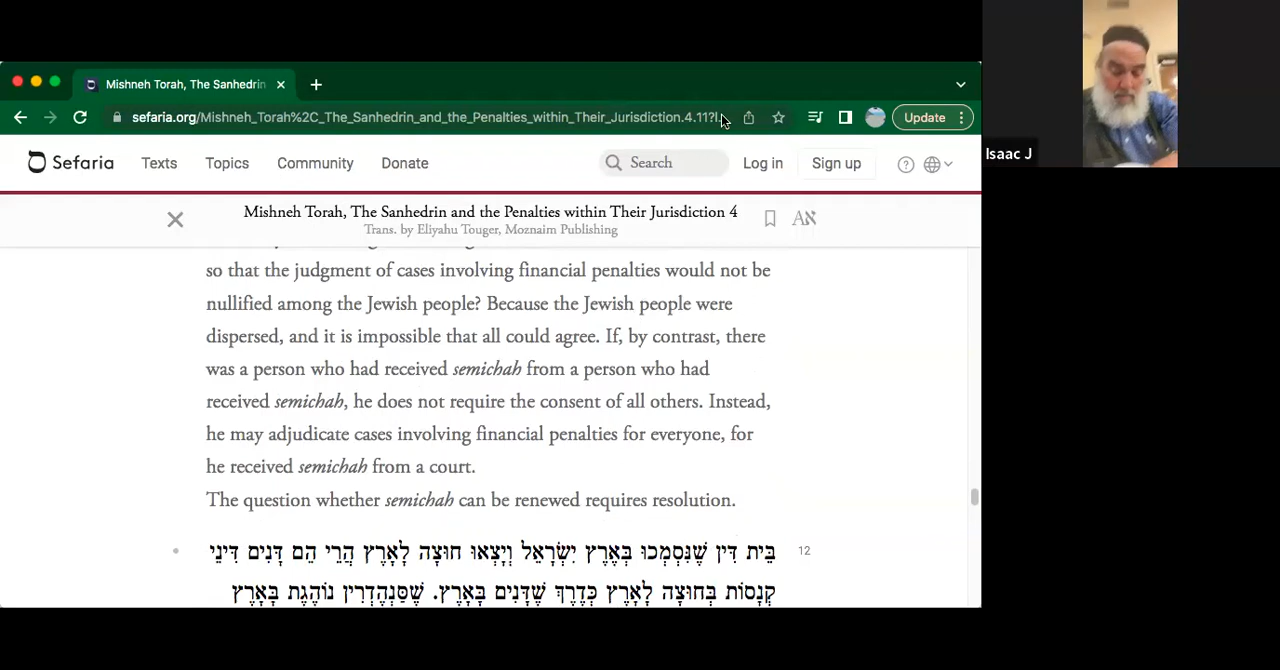 Mishneh Torah, The Sanhedrin
sefaria.org/Mishneh_Torah%2C_The_Sanhedrin_and_the_Penalties_within_Their_Jurisdiction.4.11?l...
Update
Isaac J
Sefaria Texts Topics Community Donate Search Log in Sign up
Mishneh Torah, The Sanhedrin and the Penalties within Their Jurisdiction 4
Trans. by Eliyahu Touger, Moznaim Publishing
so that the judgment of cases involving financial penalties would not be
nullified among the Jewish people? Because the Jewish people were
dispersed, and it is impossible that all could agree. If, by contrast, there
was a person who had received semichah from a person who had
received semichah, he does not require the consent of all others. Instead,
he may adjudicate cases involving financial penalties for everyone, for
he received semichah from a court.
The question whether semichah can be renewed requires resolution.
12
בֵּית דִּין שֶׁנִּסְמְכוּ בְּאֶרֶץ יִשְׂרָאֵל וְיָצְאוּ חוּצָה לָאָרֶץ הֲרֵי הֵם דָּנִים דִּינֵי
קְנָסוֹת בְּחוּצָה לָאָרֶץ כְּדֶרֶךְ שֶׁדָּנִים בָּאָרֶץ. שֶׁסַּנְהֶדְרִין נוֹהֶגֶת בָּאָרֶץ